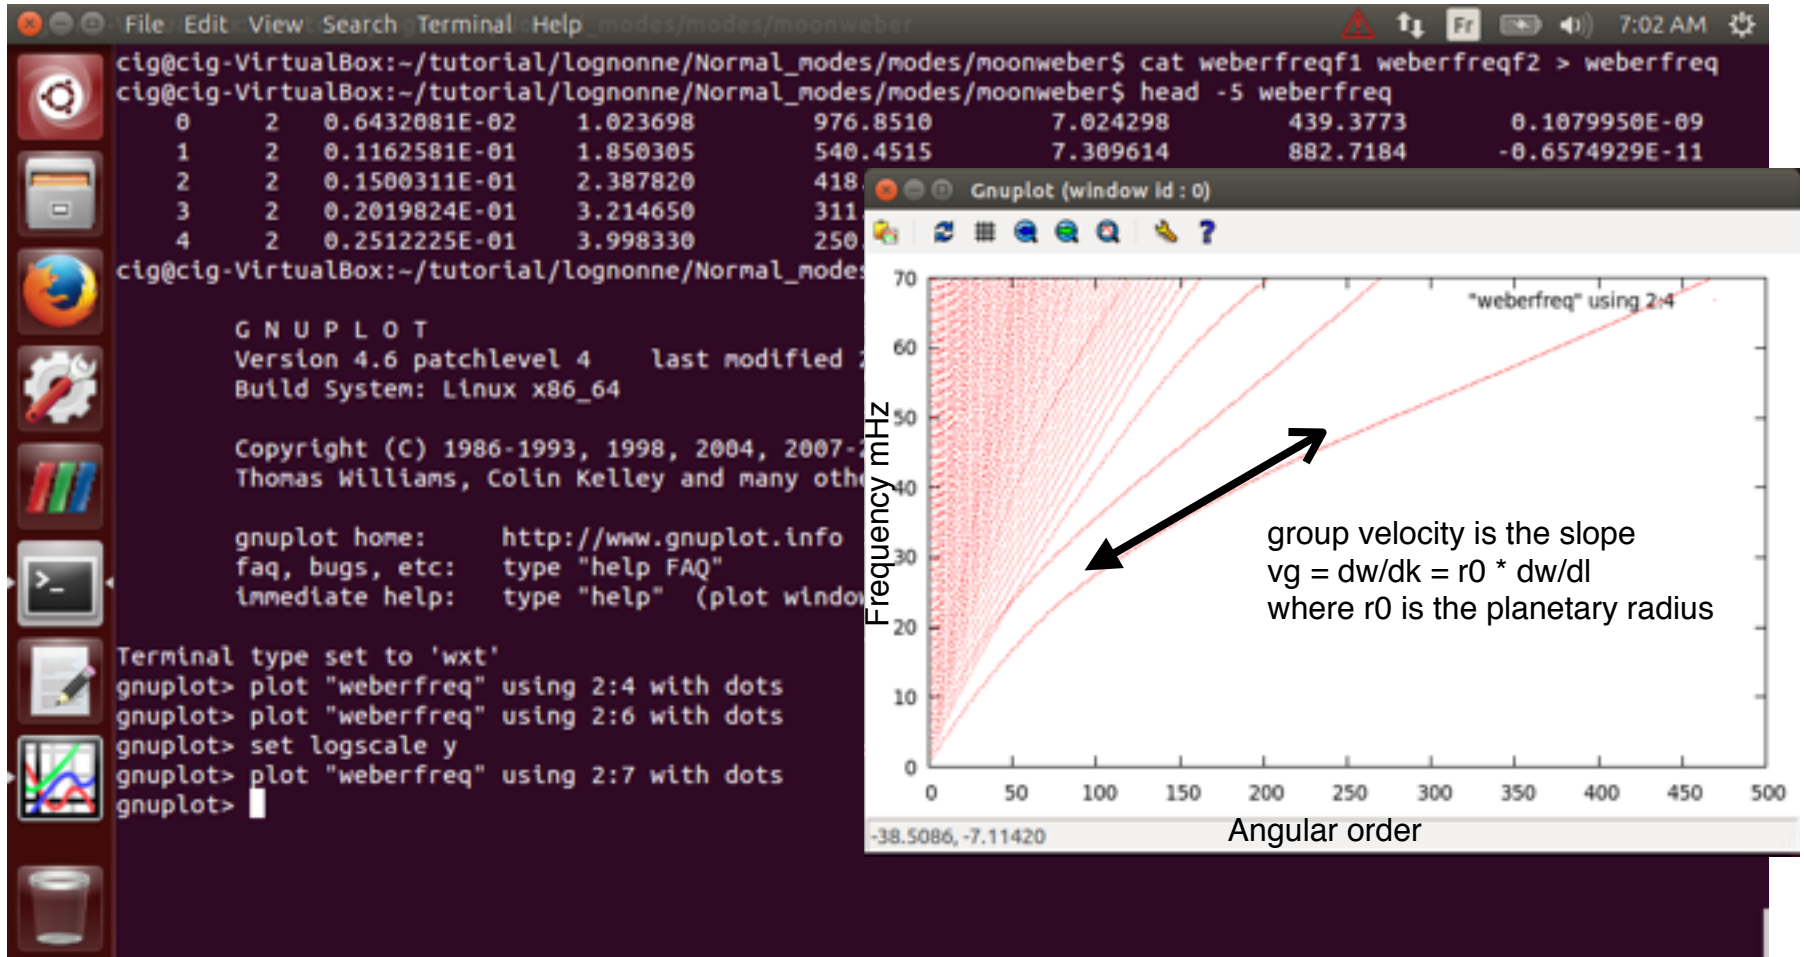 File Edit View Search Terminal Help
Fr
7:02 AM
cig@cig-VirtualBox:~/tutorial/lognonne/Normal_modes/modes/moonweber$ cat weberfreqf1 weberfreqf2 > weberfreq
cig@cig-VirtualBox:~/tutorial/lognonne/Normal_modes/modes/moonweber$ head -5 weberfreq
0 2 0.6432081E-02 1.023698 976.8510 7.024298 439.3773 0.1079950E-09
1 2 0.1162581E-01 1.850305 540.4515 7.309614 882.7184 -0.6574929E-11
2 2 0.1500311E-01 2.387820 418.
3 2 0.2019824E-01 3.214650 311.
4 2 0.2512225E-01 3.998330 250.
cig@cig-VirtualBox:~/tutorial/lognonne/Normal_modes
G N U P L O T
Version 4.6 patchlevel 4 last modified
Build System: Linux x86_64
Copyright (C) 1986-1993, 1998, 2004, 2007-
Thomas Williams, Colin Kelley and many othe
gnuplot home: http://www.gnuplot.info
faq, bugs, etc: type "help FAQ"
immediate help: type "help" (plot window
Terminal type set to 'wxt'
gnuplot> plot "weberfreq" using 2:4 with dots
gnuplot> plot "weberfreq" using 2:6 with dots
gnuplot> set logscale y
gnuplot> plot "weberfreq" using 2:7 with dots
gnuplot>
Gnuplot (window id : 0)
"weberfreq" using 2:4
70
60
50
40
30
20
10
0
Frequency mHz
group velocity is the slope
vg = dw/dk = r0 * dw/dl
where r0 is the planetary radius
0 50 100 150 200 250 300 350 400 450 500
Angular order
-38.5086, -7.11420